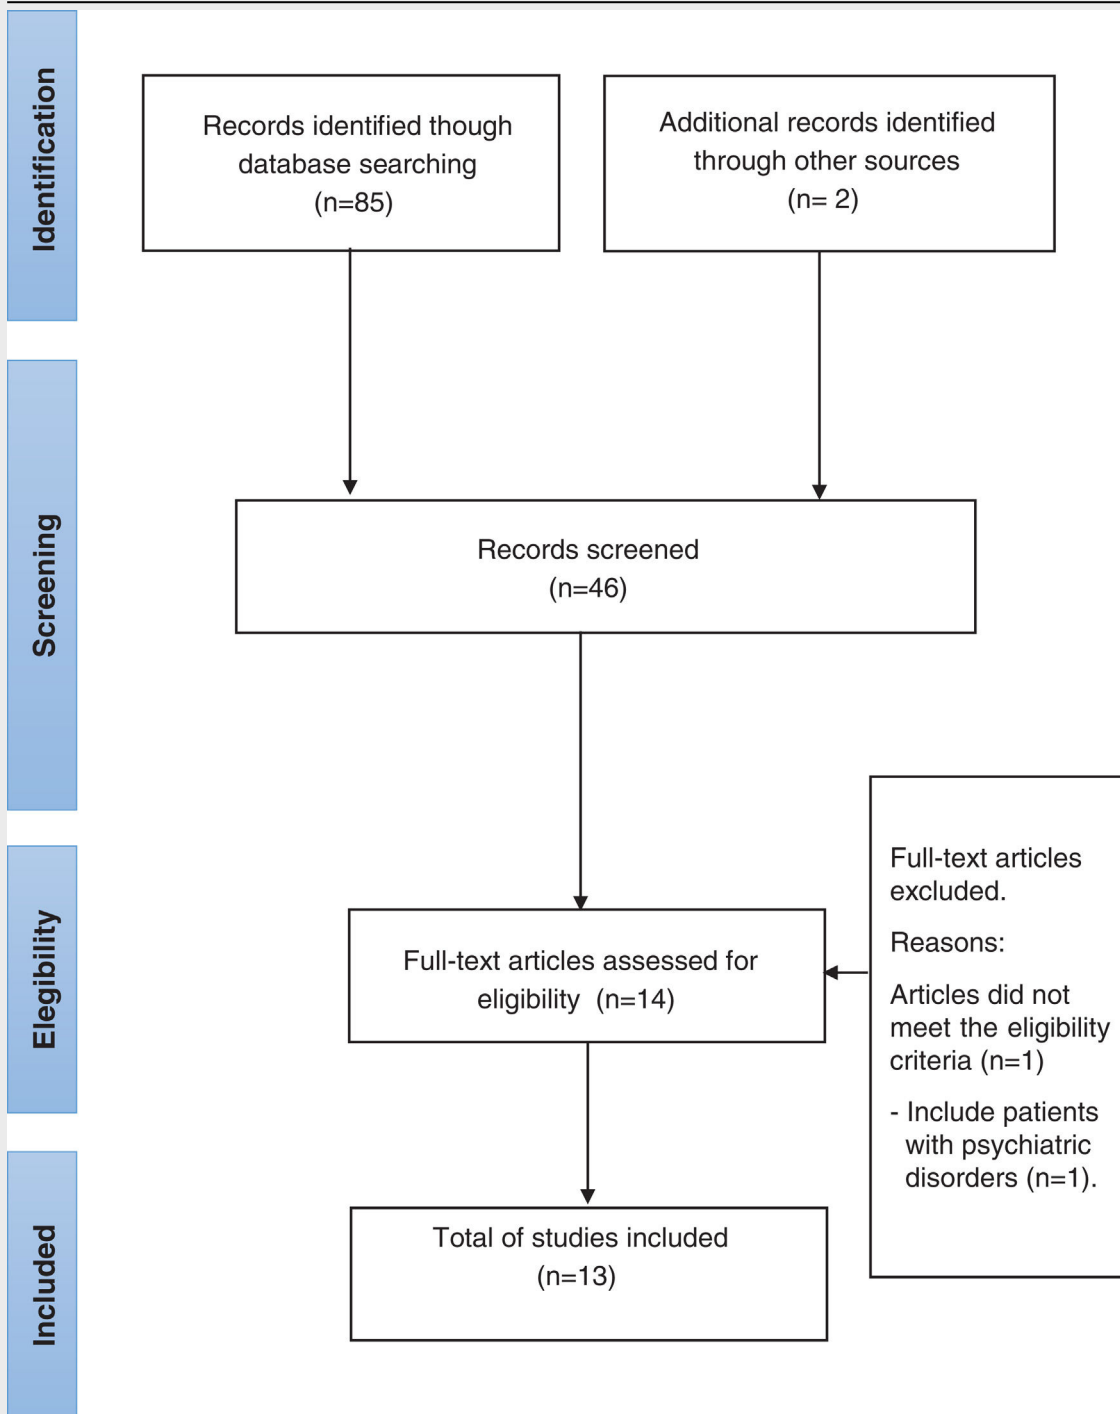 Identification
Records identified though
database searching
(n=85)
Additional records identified
through other sources
(n= 2)
Screening
Records screened
(n=46)
Elegibility
Full-text articles assessed for
eligibility (n=14)
Full-text articles
excluded.
Reasons:
Articles did not
meet the eligibility
criteria (n=1)
- Include patients
with psychiatric
disorders (n=1).
Included
Total of studies included
(n=13)